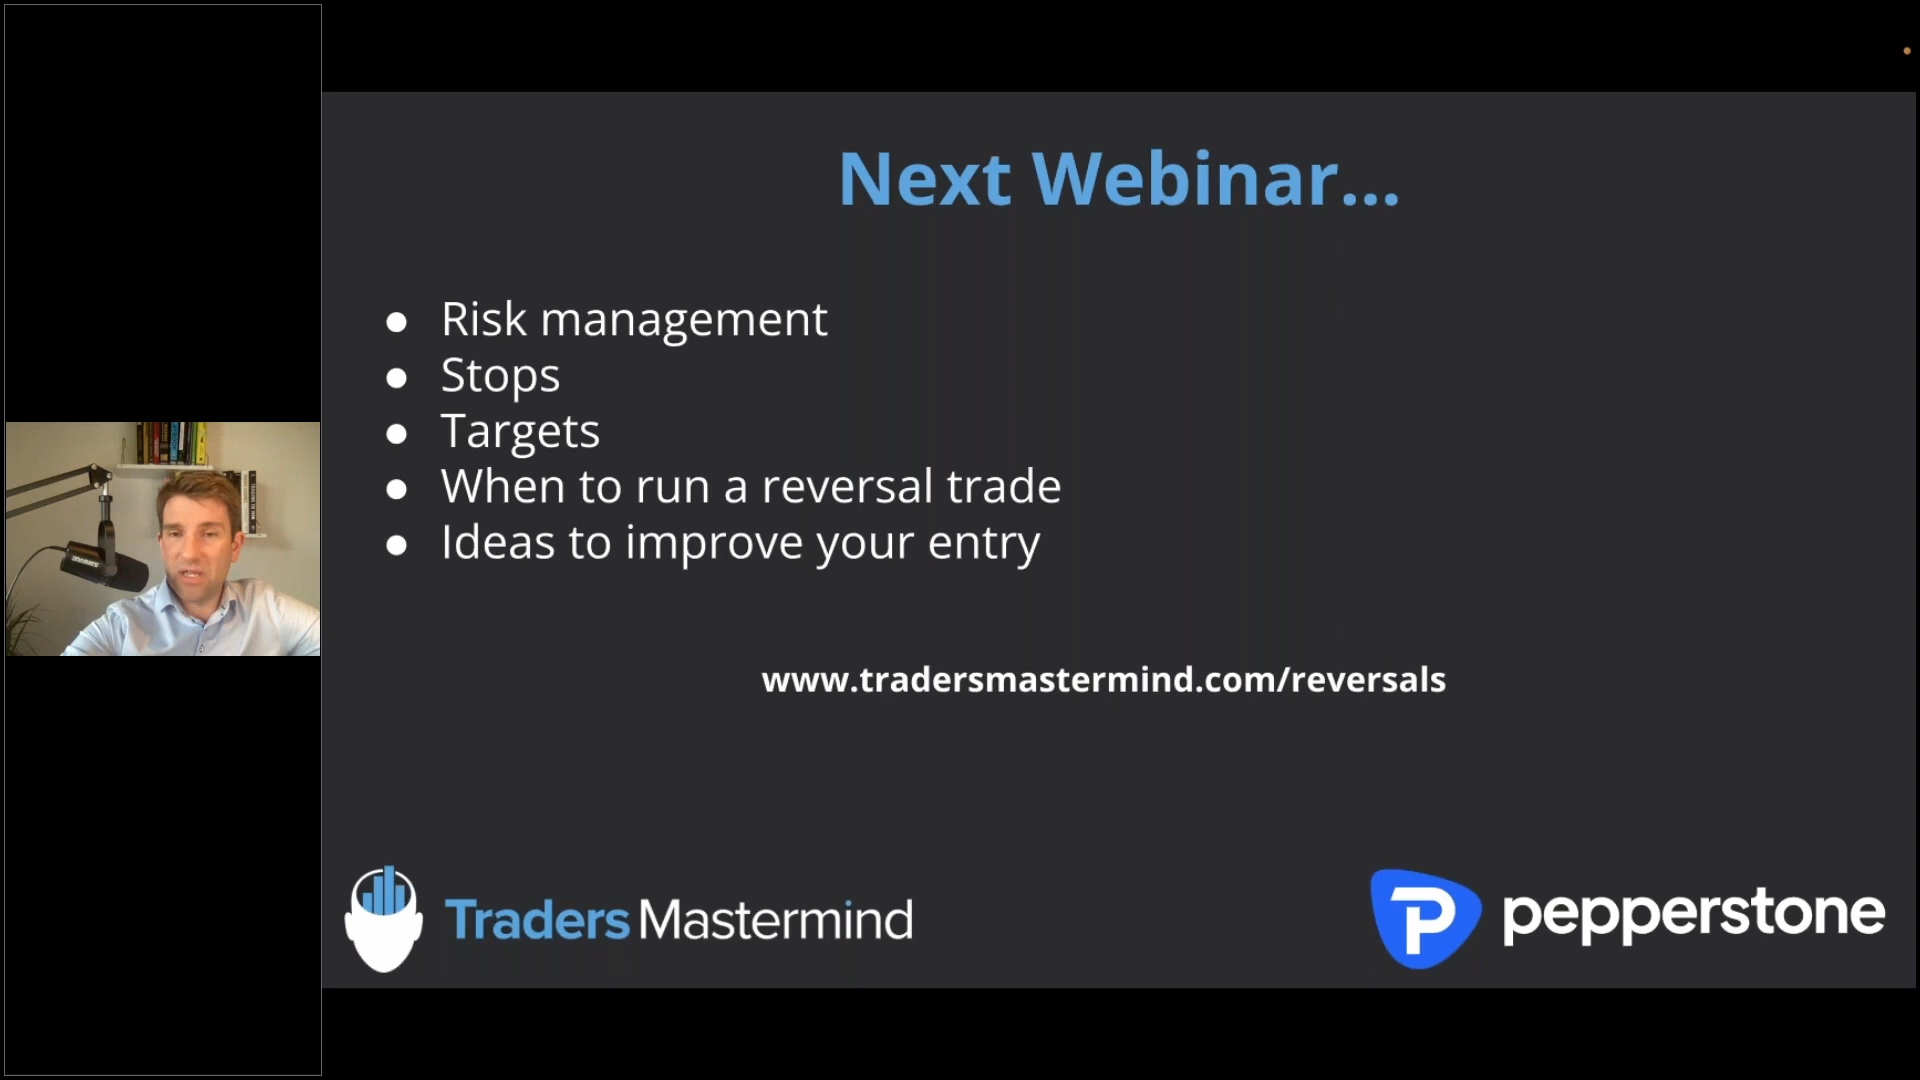 Next Webinar...
● Risk management
● Stops
● Targets
● When to run a reversal trade
● Ideas to improve your entry
www.tradersmastermind.com/reversals
Traders Mastermind
pepperstone
SHURE